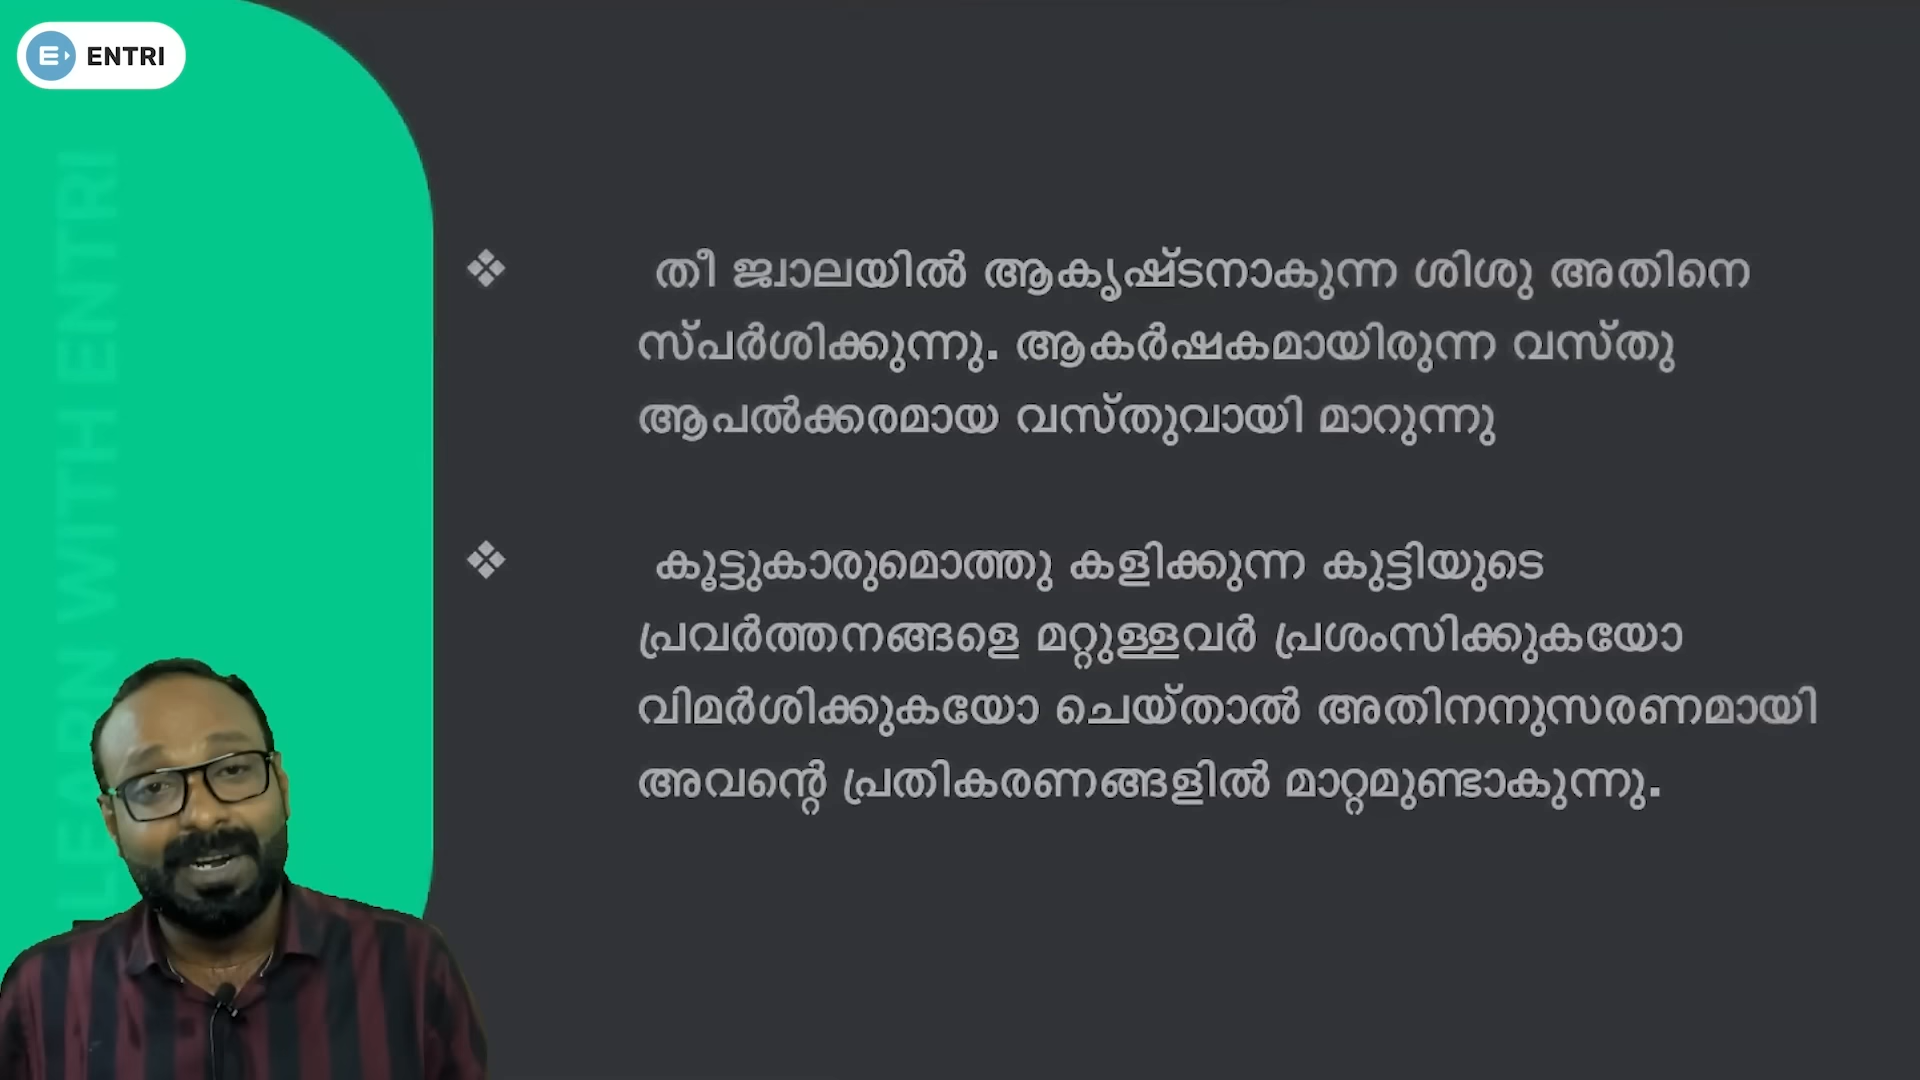 ENTRI
LEARN WITH ENTRI
തീ ജ്വാലയിൽ ആകൃഷ്ടനാകുന്ന ശിശു അതിനെ
സ്പർശിക്കുന്നു. ആകർഷകമായിരുന്ന വസ്തു
ആപൽക്കരമായ വസ്തുവായി മാറുന്നു
കൂട്ടുകാരുമൊത്തു കളിക്കുന്ന കുട്ടിയുടെ
പ്രവർത്തനങ്ങളെ മറ്റുള്ളവർ പ്രശംസിക്കുകയോ
വിമർശിക്കുകയോ ചെയ്താൽ അതിനനുസരണമായി
അവന്റെ പ്രതികരണങ്ങളിൽ മാറ്റമുണ്ടാകുന്നു.